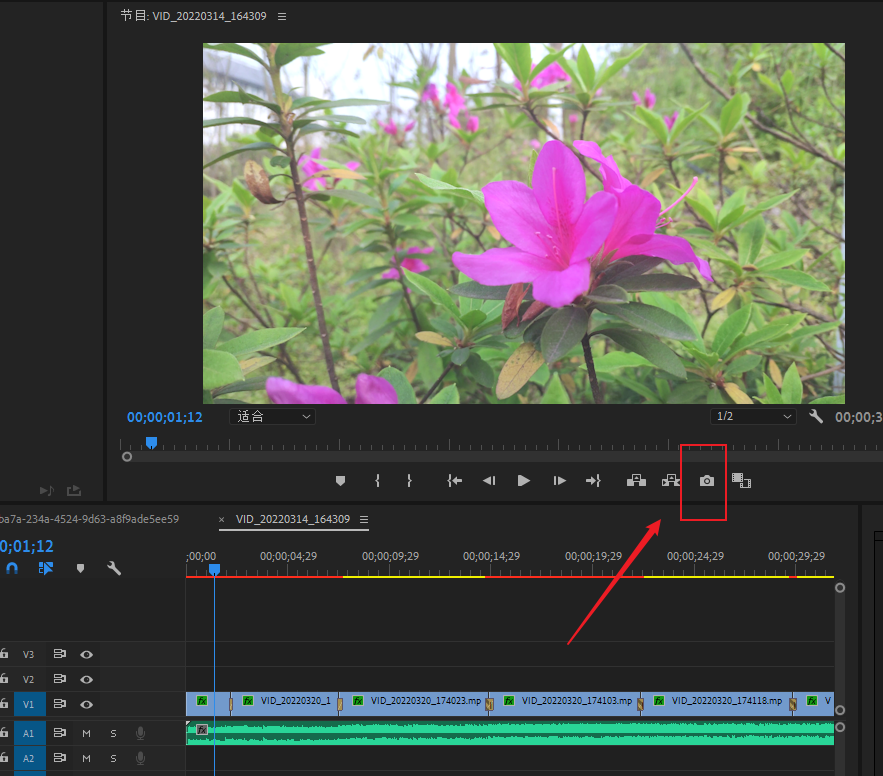 节目: VID_20220314_164309
00;00;01;12 适合 1/2 00;00;3
ba7a-234a-4524-9d63-a8f9ade5ee59 × VID_20220314_164309
0;01;12
;00;00 00;00;04;29 00;00;09;29 00;00;14;29 00;00;19;29 00;00;24;29 00;00;29;29
V3
V2
V1 fx fx VID_20220320_1 fx VID_20220320_174023.mp fx VID_20220320_174103.mp fx VID_20220320_174118.mp fx V
A1 M S fx
A2 M S